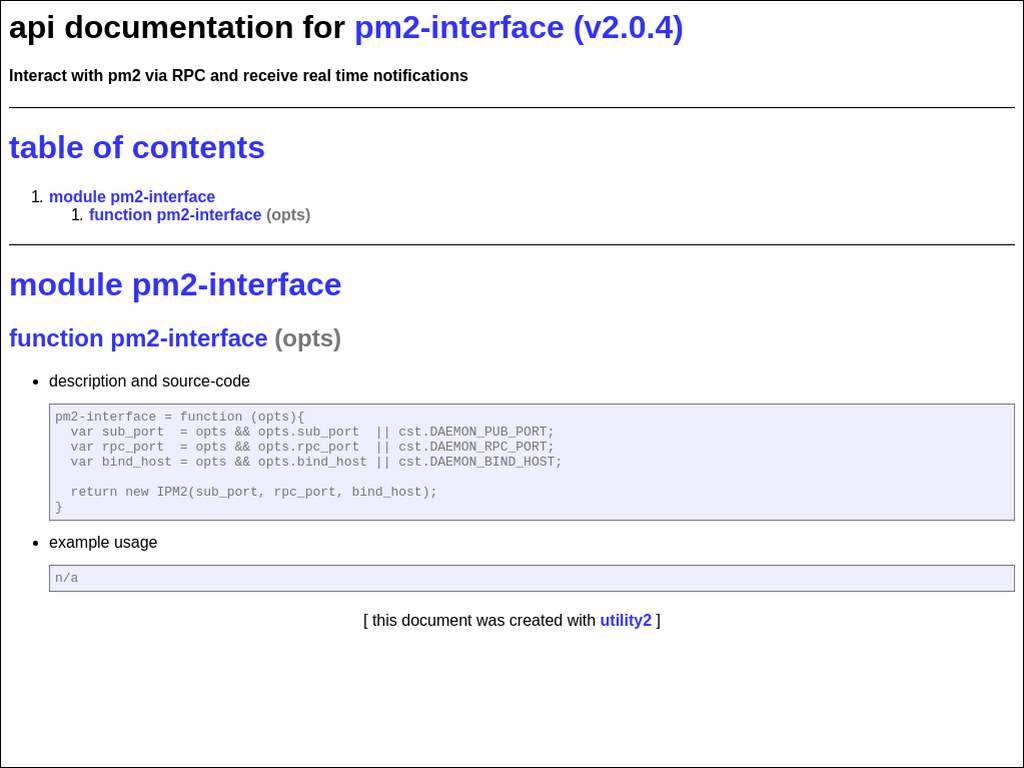 api documentation for pm2-interface (v2.0.4)
Interact with pm2 via RPC and receive real time notifications
table of contents
1. module pm2-interface
1. function pm2-interface (opts)
module pm2-interface
function pm2-interface (opts)
• description and source-code
pm2-interface = function (opts){
  var sub_port  = opts && opts.sub_port  || cst.DAEMON_PUB_PORT;
  var rpc_port  = opts && opts.rpc_port  || cst.DAEMON_RPC_PORT;
  var bind_host = opts && opts.bind_host || cst.DAEMON_BIND_HOST;
  return new IPM2(sub_port, rpc_port, bind_host);
}
• example usage
n/a
[ this document was created with utility2 ]